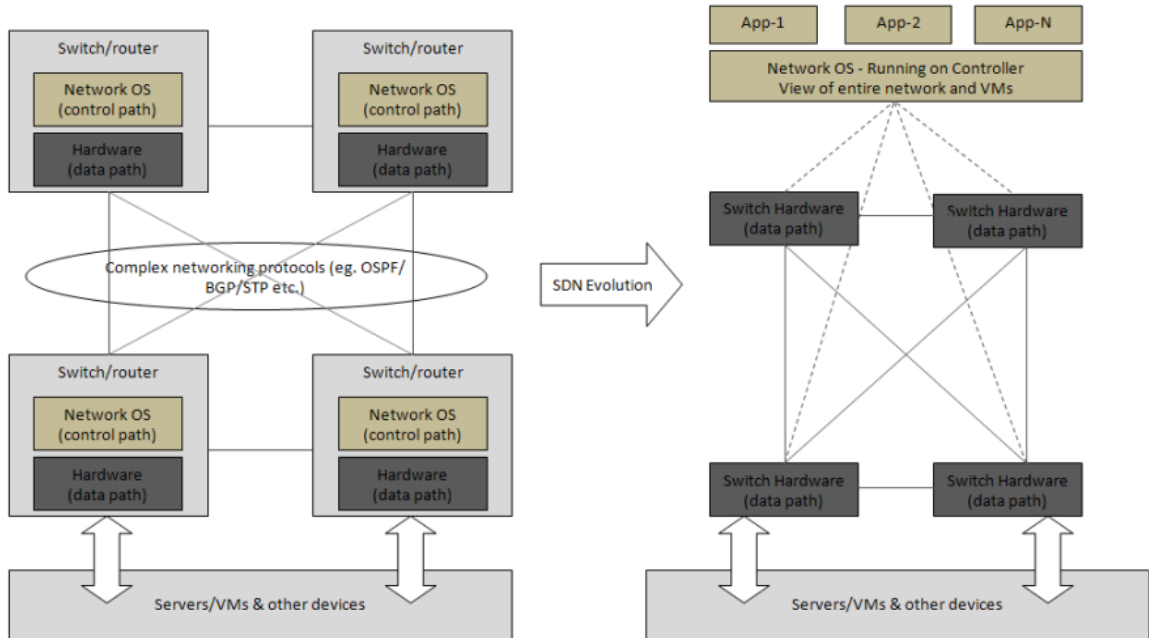 Switch/router
Network OS
(control path)
Hardware
(data path)
Switch/router
Network OS
(control path)
Hardware
(data path)
Complex networking protocols (eg. OSPF/
BGP/STP etc.)
Switch/router
Network OS
(control path)
Hardware
(data path)
Switch/router
Network OS
(control path)
Hardware
(data path)
Servers/VMs & other devices
SDN Evolution
App-1
App-2
App-N
Network OS - Running on Controller
View of entire network and VMs
Switch Hardware
(data path)
Switch Hardware
(data path)
Switch Hardware
(data path)
Switch Hardware
(data path)
Servers/VMs & other devices